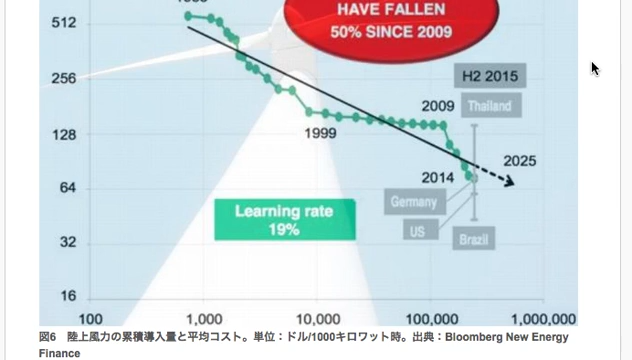 512
HAVE FALLEN
50% SINCE 2009
H2 2015
256
2009
Thailand
128
1999
2025
2014
64
Germany
Learning rate
19%
US
Brazil
32
16
100
1,000
10,000
100,000
1,000,000
図6 陸上風力の累積導入量と平均コスト。単位：ドル/1000キロワット時。出典：Bloomberg New Energy
Finance